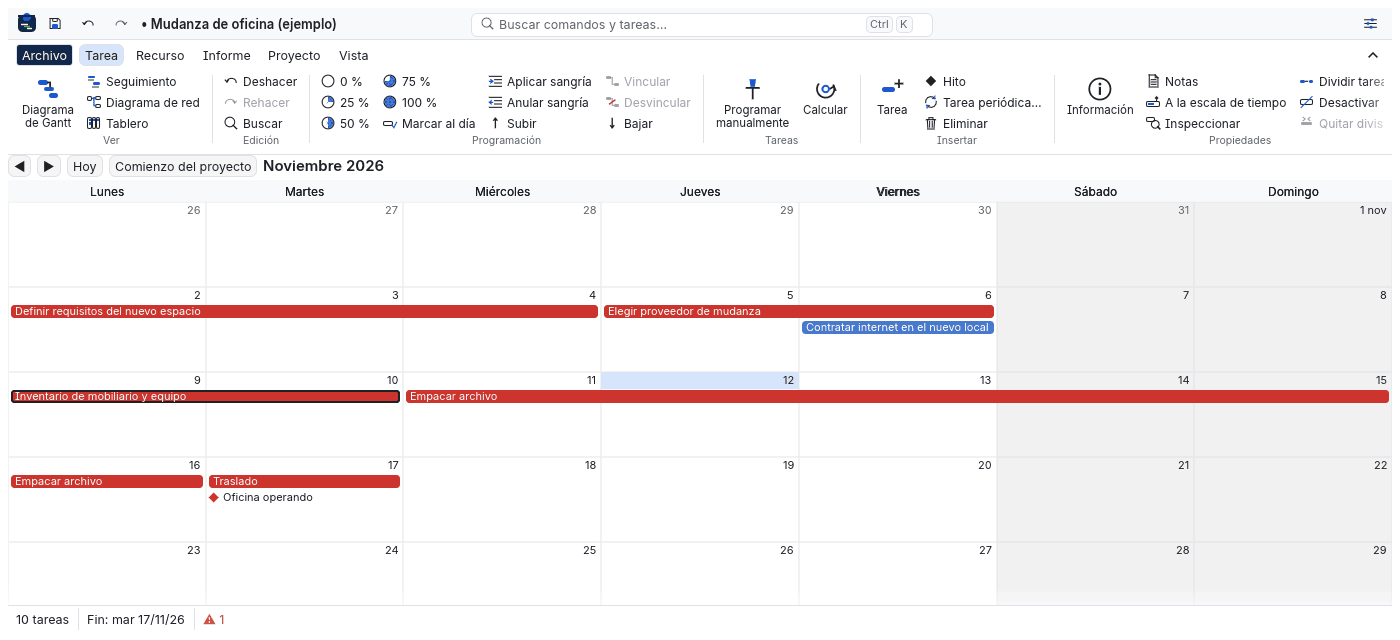 • Mudanza de oficina (ejemplo)
Buscar comandos y tareas...
Ctrl K
Archivo Tarea Recurso Informe Proyecto Vista
Diagrama de Gantt
Seguimiento
Diagrama de red
Tablero
Ver
Deshacer
Rehacer
Buscar
Edición
0 %
25 %
50 %
75 %
100 %
Marcar al día
Aplicar sangría
Anular sangría
Subir
Vincular
Desvincular
Bajar
Programación
Programar manualmente
Calcular
Tareas
Tarea
Hito
Tarea periódica...
Eliminar
Insertar
Información
Notas
A la escala de tiempo
Inspeccionar
Dividir tarea
Desactivar
Quitar divis
Propiedades
Hoy
Comienzo del proyecto
Noviembre 2026
Lunes Martes Miércoles Jueves Viernes Sábado Domingo
26 27 28 29 30 31 1 nov
2 3 4 5 6 7 8
Definir requisitos del nuevo espacio
Elegir proveedor de mudanza
Contratar internet en el nuevo local
9 10 11 12 13 14 15
Inventario de mobiliario y equipo
Empacar archivo
16 17 18 19 20 21 22
Empacar archivo
Traslado
Oficina operando
23 24 25 26 27 28 29
10 tareas
Fin: mar 17/11/26
1